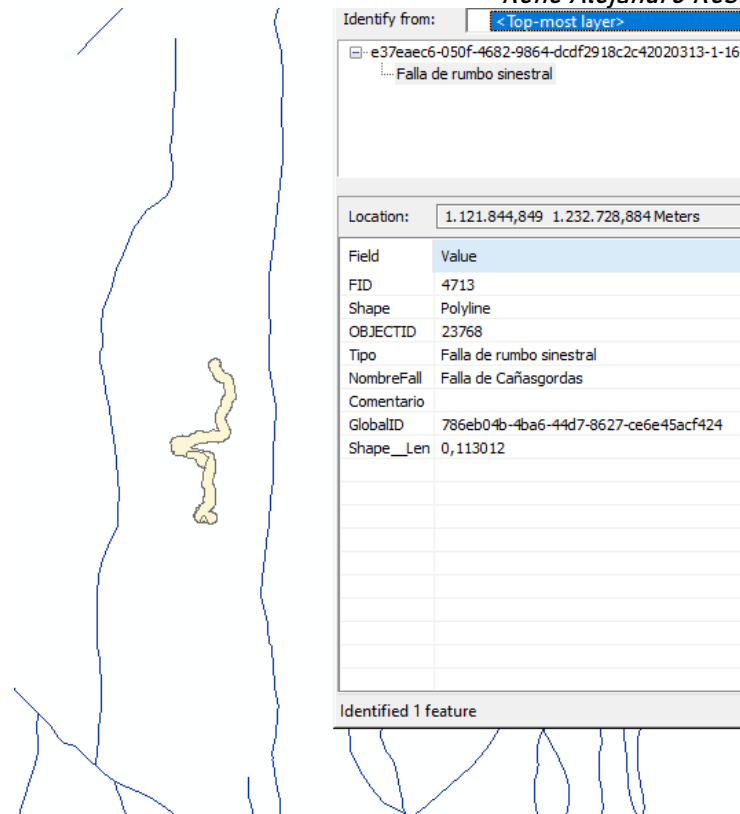 Identify from: <Top-most layer>
e37eaec6-050f-4682-9864-dcdf2918c2c42020313-1-16
Falla de rumbo sinestral
Location: 1.121.844,849 1.232.728,884 Meters
Field Value
FID 4713
Shape Polyline
OBJECTID 23768
Tipo Falla de rumbo sinestral
NombreFall Falla de Cañasgordas
Comentario
GlobalID 786eb04b-4ba6-44d7-8627-ce6e45acf424
Shape__Len 0,113012
Identified 1 feature